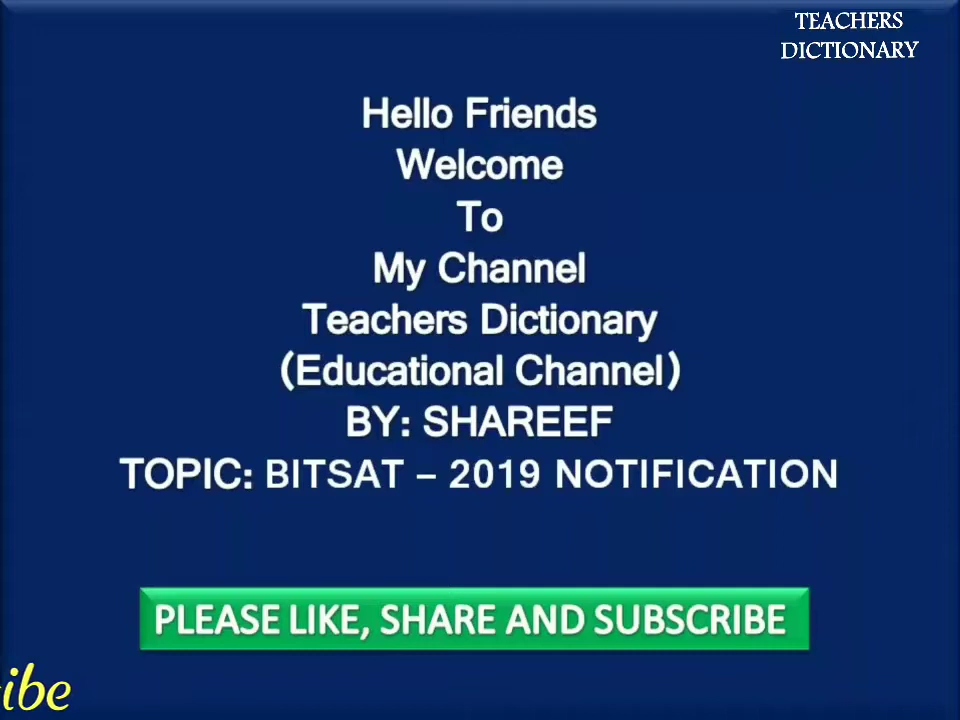 TEACHERS
DICTIONARY
Hello Friends
Welcome
To
My Channel
Teachers Dictionary
(Educational Channel)
BY: SHAREEF
TOPIC: BITSAT – 2019 NOTIFICATION
PLEASE LIKE, SHARE AND SUBSCRIBE
ibe